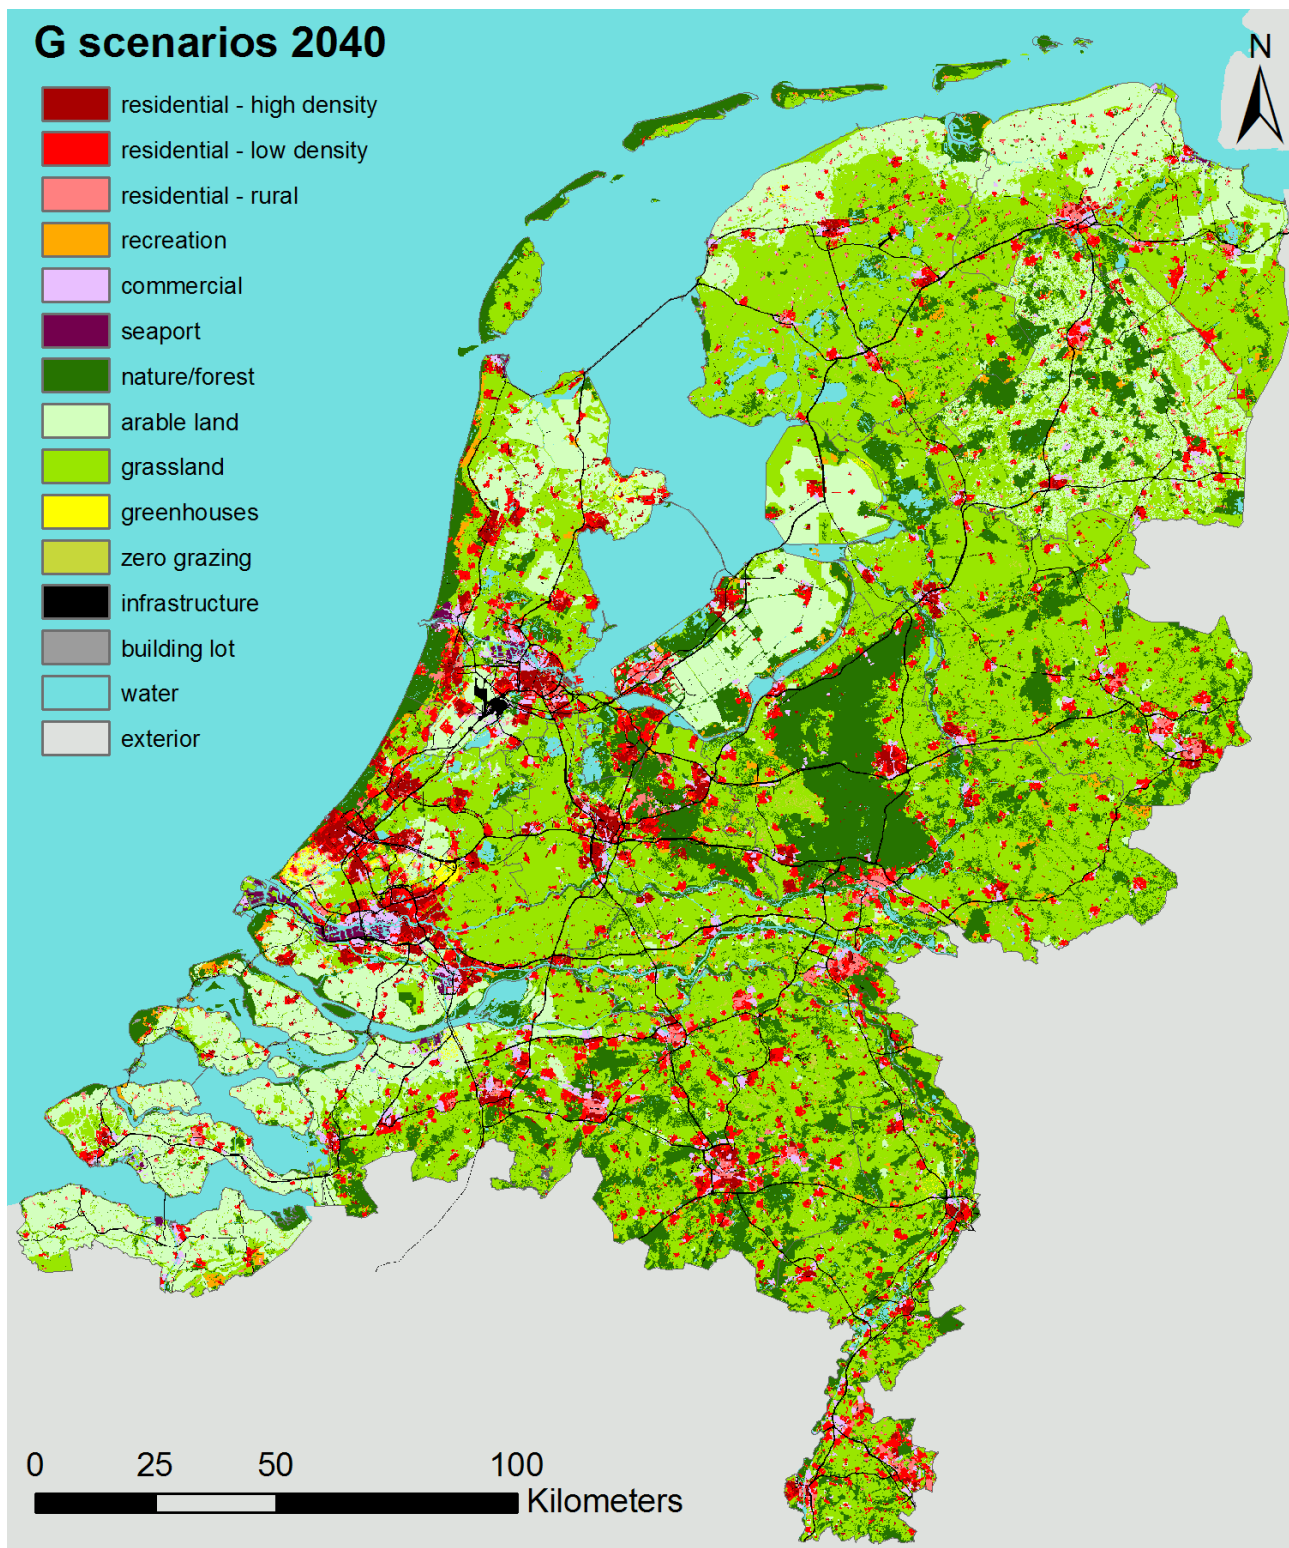 G scenarios 2040
N
residential - high density
residential - low density
residential - rural
recreation
commercial
seaport
nature/forest
arable land
grassland
greenhouses
zero grazing
infrastructure
building lot
water
exterior
0 25 50 100
Kilometers